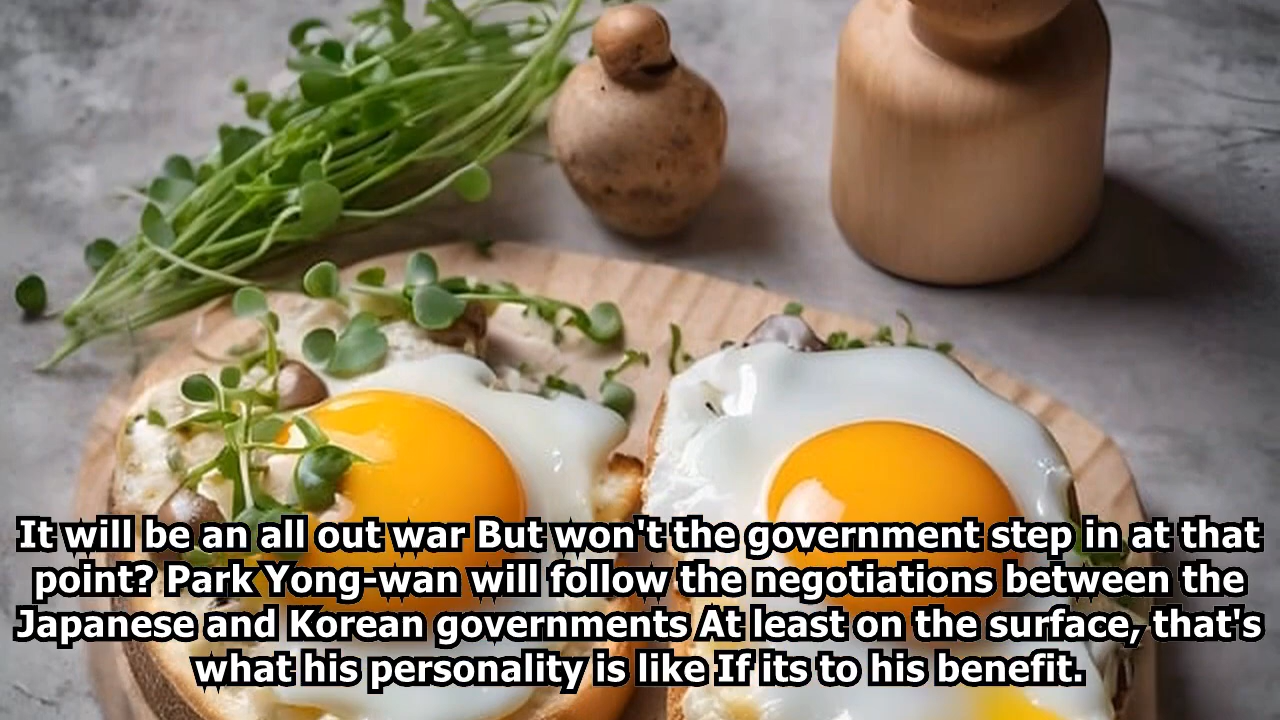 It will be an all out war But won't the government step in at that
point? Park Yong-wan will follow the negotiations between the
Japanese and Korean governments At least on the surface, that's
what his personality is like If its to his benefit.